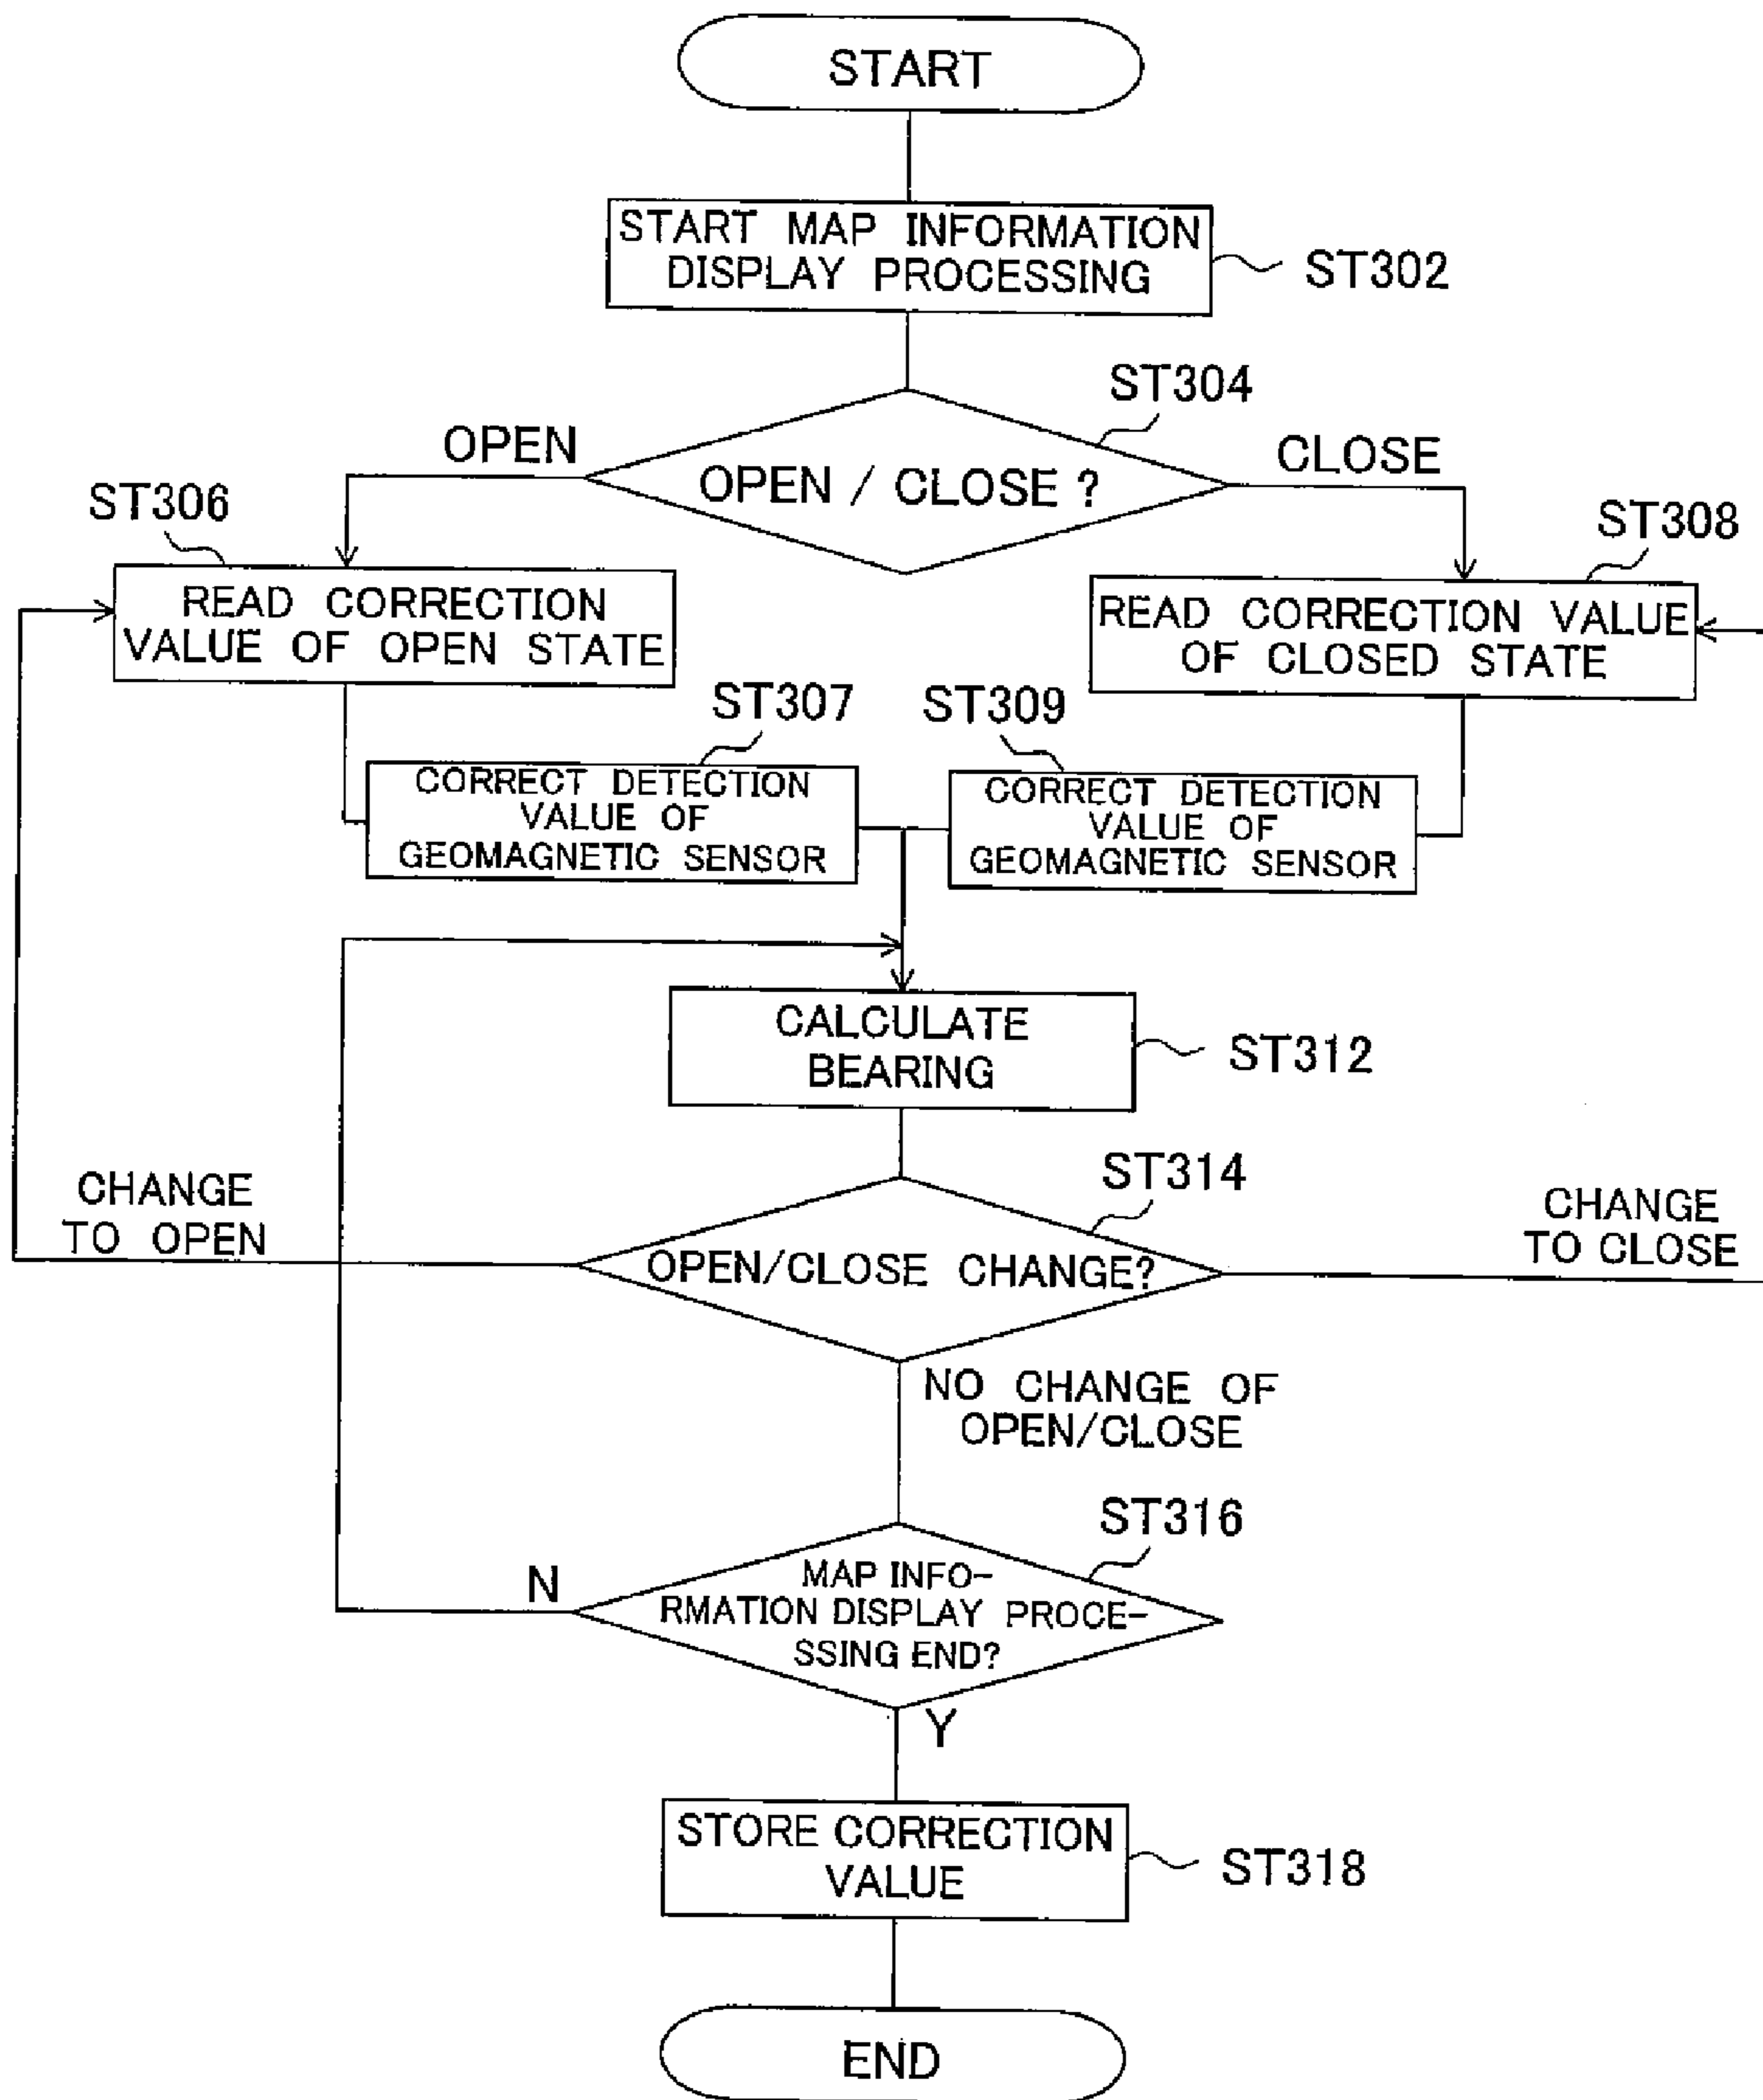 START
START MAP INFORMATION
DISPLAY PROCESSING
ST302
ST304
OPEN
OPEN / CLOSE ?
CLOSE
ST306
READ CORRECTION
VALUE OF OPEN STATE
ST308
READ CORRECTION VALUE
OF CLOSED STATE
ST307
CORRECT DETECTION
VALUE OF
GEOMAGNETIC SENSOR
ST309
CORRECT DETECTION
VALUE OF
GEOMAGNETIC SENSOR
CALCULATE
BEARING
ST312
CHANGE
TO OPEN
ST314
OPEN/CLOSE CHANGE?
CHANGE
TO CLOSE
NO CHANGE OF
OPEN/CLOSE
ST316
N
MAP INFO-
RMATION DISPLAY PROCE-
SSING END?
Y
STORE CORRECTION
VALUE
ST318
END